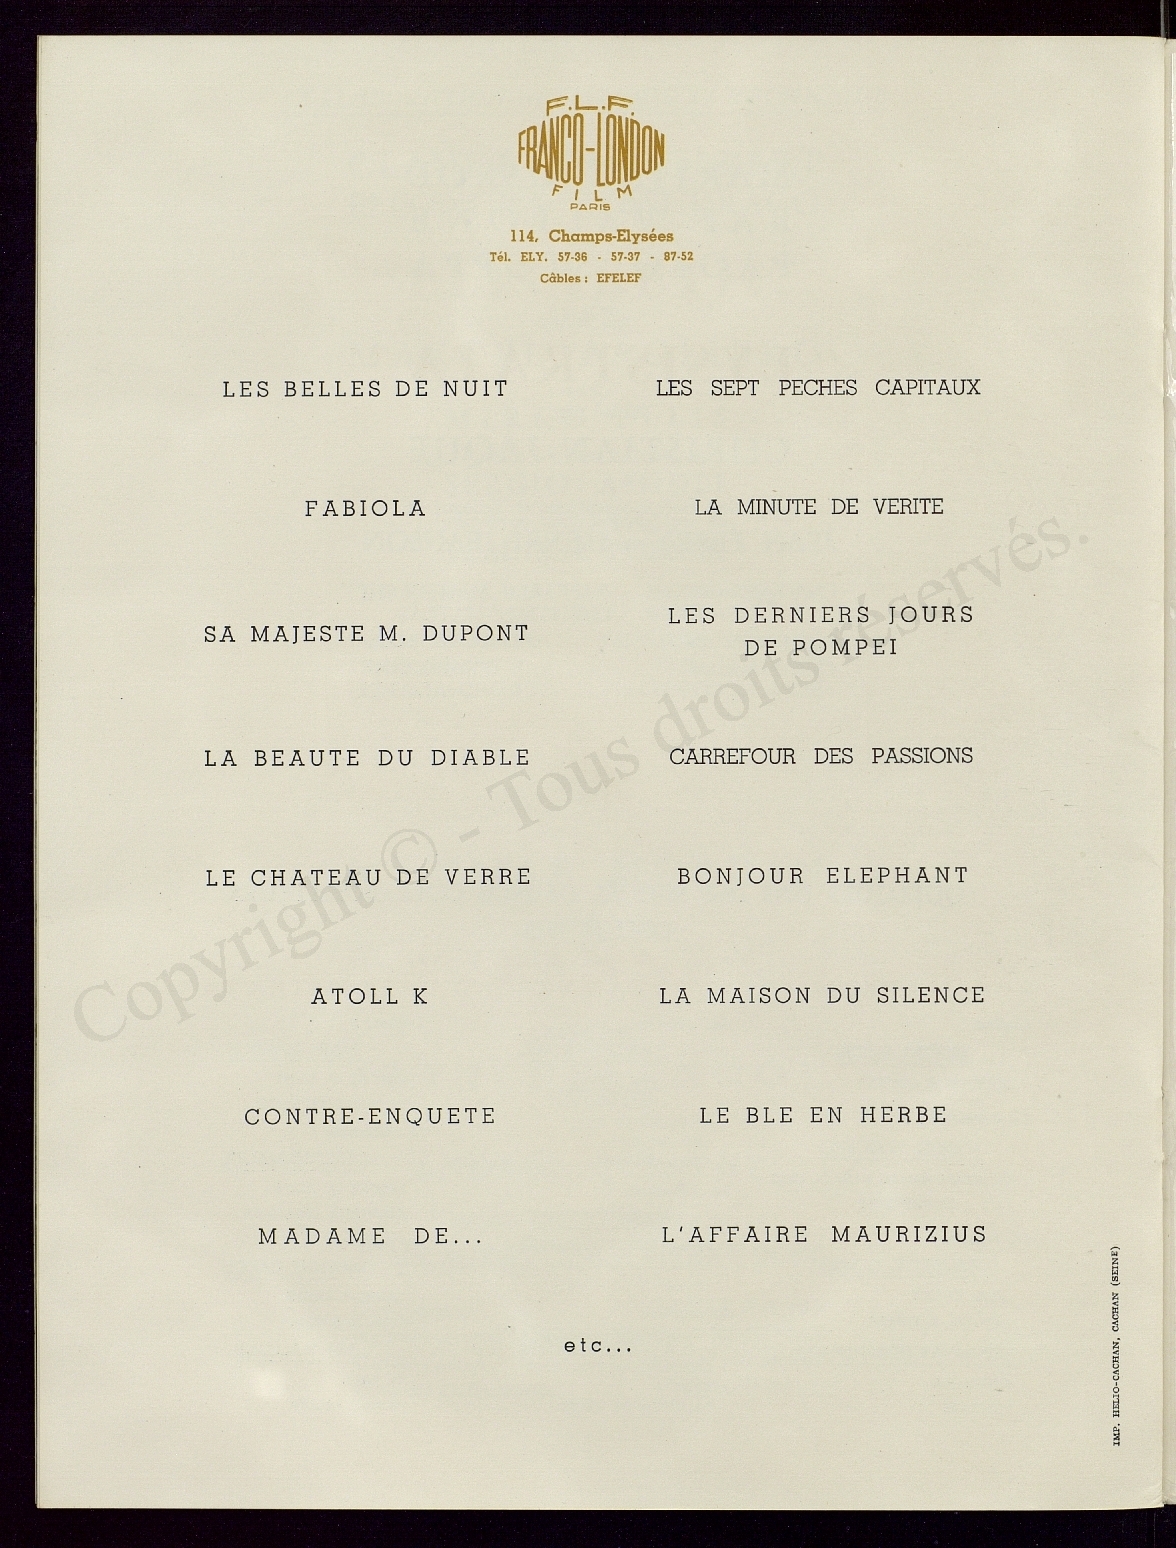 F.L.F.
FRANCO-LONDON
FILM
PARIS
114, Champs-Elysées
Tél. ELY. 57-36 - 57-37 - 87-52
Câbles : EFELEF
LES BELLES DE NUIT
LES SEPT PECHES CAPITAUX
FABIOLA
LA MINUTE DE VERITE
SA MAJESTE M. DUPONT
LES DERNIERS JOURS
DE POMPEI
LA BEAUTE DU DIABLE
CARREFOUR DES PASSIONS
LE CHATEAU DE VERRE
BONJOUR ELEPHANT
ATOLL K
LA MAISON DU SILENCE
CONTRE-ENQUETE
LE BLE EN HERBE
MADAME DE...
L'AFFAIRE MAURIZIUS
etc...
IMP. HELIO-CACHAN, CACHAN (SEINE)
Copyright © - Tous droits réservés.